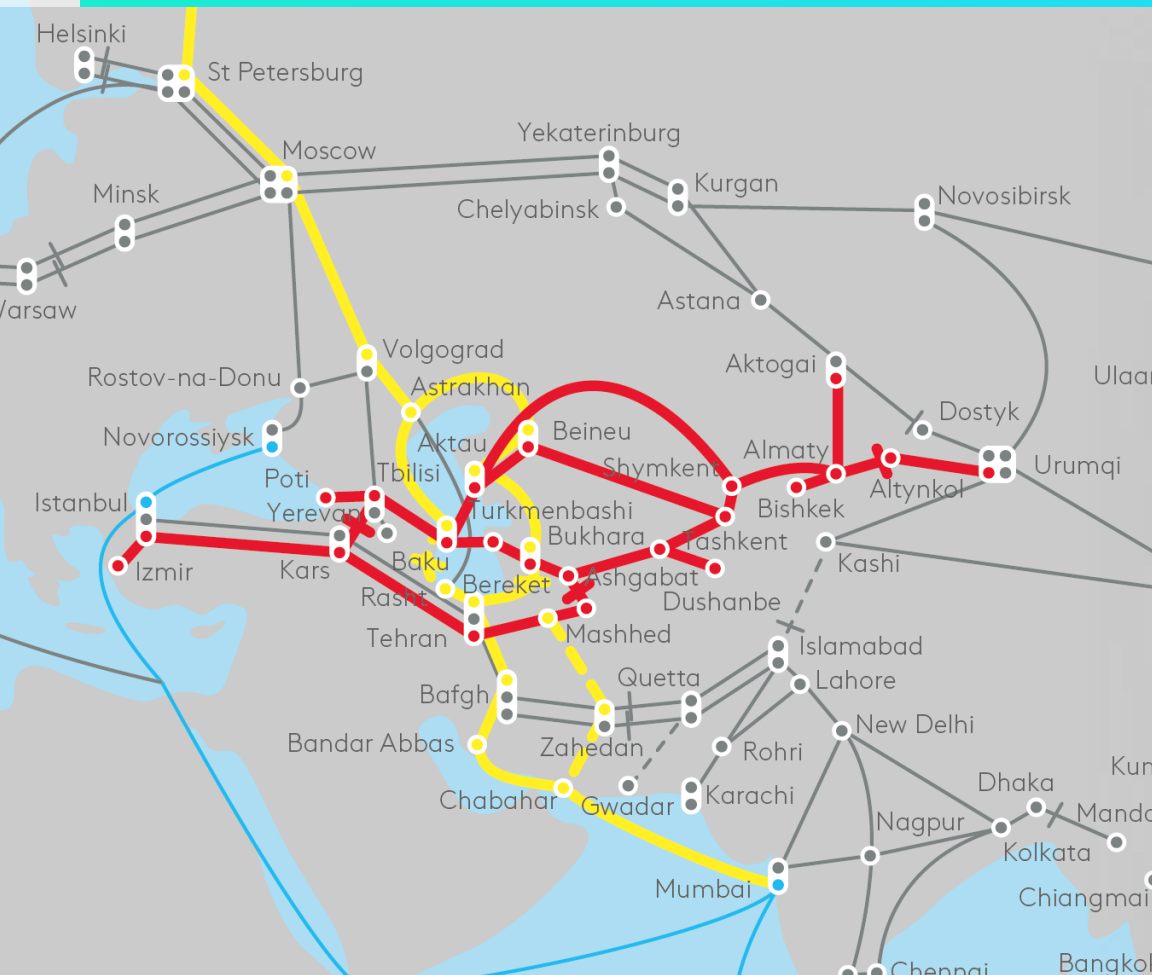 Helsinki
St Petersburg
Yekaterinburg
Moscow
Kurgan
Minsk
Novosibirsk
Chelyabinsk
Warsaw
Astana
Volgograd
Aktogai
Rostov-na-Donu
Astrakhan
Ulaan
Dostyk
Novorossiysk
Aktau
Beineu
Almaty
Tbilisi
Shymkent
Urumqi
Poti
Altynkol
Istanbul
Yerevan
Turkmenbashi
Bishkek
Bukhara
Tashkent
Baku
Kashi
Izmir
Kars
Bereket
Ashgabat
Rasht
Dushanbe
Tehran
Mashhed
Islamabad
Quetta
Lahore
Bafgh
New Delhi
Bandar Abbas
Zahedan
Rohri
Kun
Dhaka
Chabahar
Gwadar
Karachi
Manda
Nagpur
Kolkata
Mumbai
Chiangmai
Bangkok
Chennai